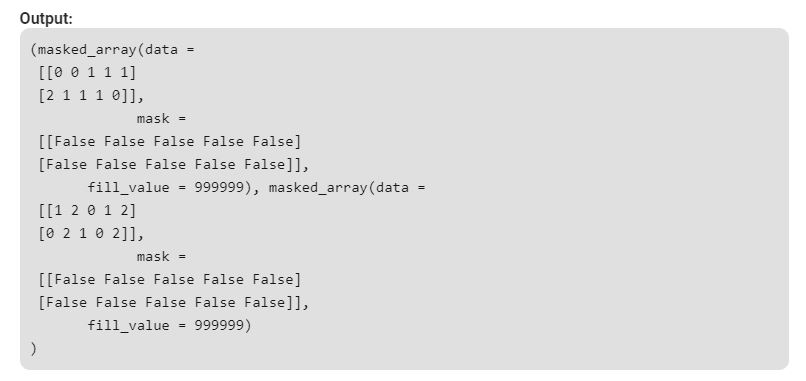 Output:
(masked_array(data =
[[0 0 1 1 1]
[2 1 1 1 0]],
mask =
[[False False False False False]
[False False False False False]],
fill_value = 999999), masked_array(data =
[[1 2 0 1 2]
[0 2 1 0 2]],
mask =
[[False False False False False]
[False False False False False]],
fill_value = 999999)
)